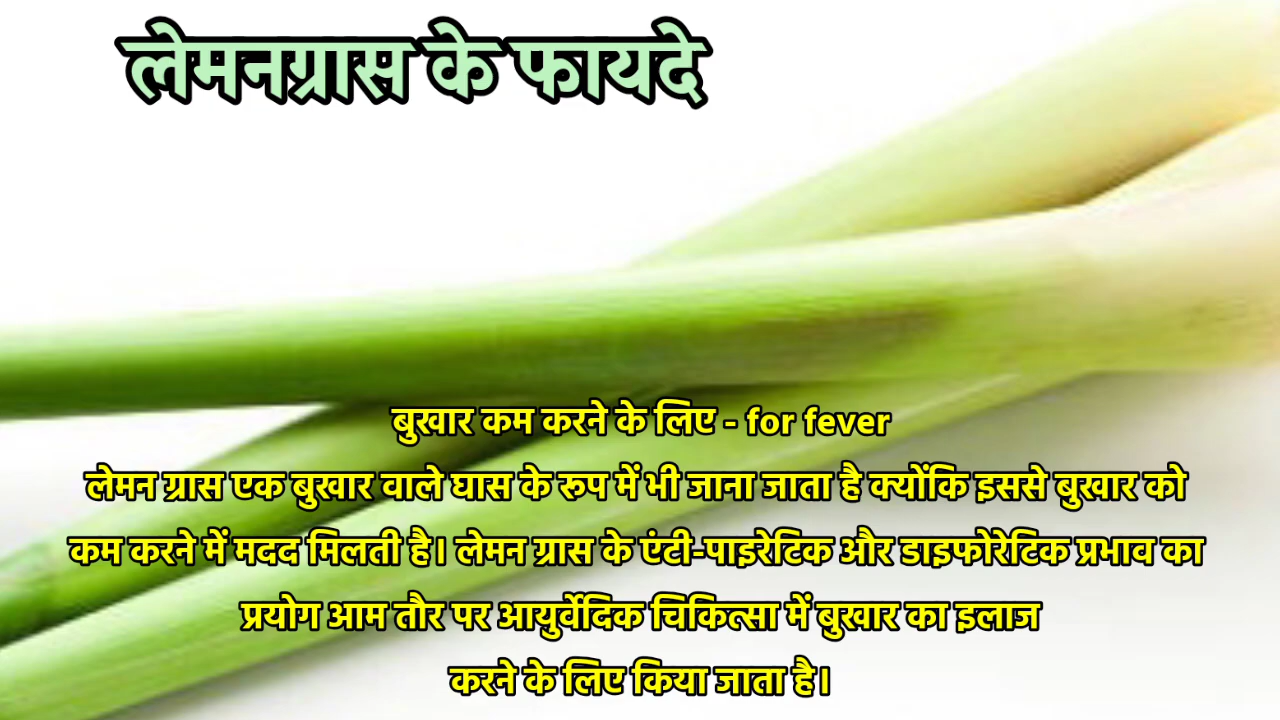 लेमनग्रास के फायदे
बुखार कम करने के लिए - for fever
लेमन ग्रास एक बुखार वाले घास के रूप में भी जाना जाता है क्योंकि इससे बुखार को
कम करने में मदद मिलती है। लेमन ग्रास के एंटी-पाइरेटिक और डाइफोरेटिक प्रभाव का
प्रयोग आम तौर पर आयुर्वेदिक चिकित्सा में बुखार का इलाज
करने के लिए किया जाता है।